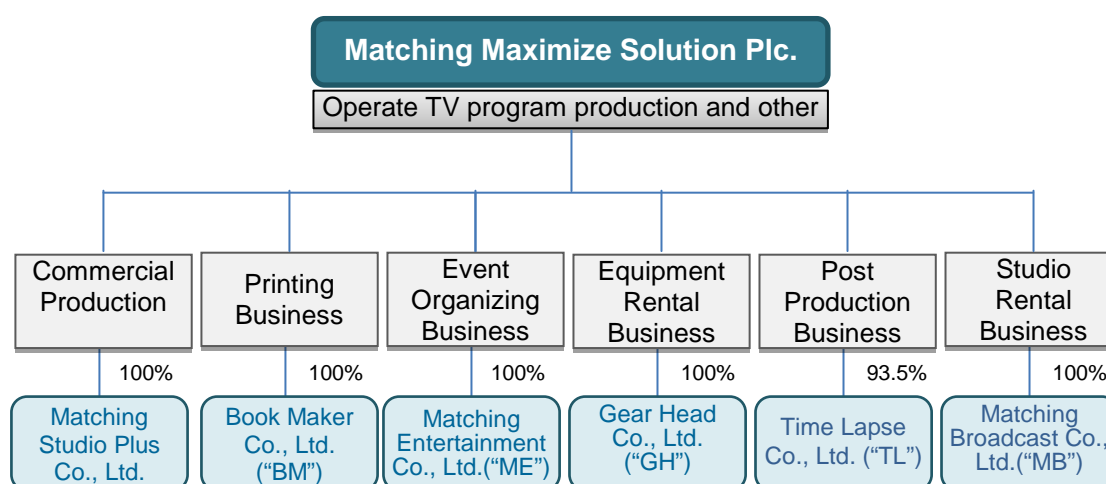 Matching Maximize Solution Plc.
Operate TV program production and other
Commercial
Production
Printing
Business
Event
Organizing
Business
Equipment
Rental
Business
Post
Production
Business
Studio
Rental
Business
100%
100%
100%
100%
93.5%
100%
Matching
Studio Plus
Co., Ltd.
Book Maker
Co., Ltd.
(“BM”)
Matching
Entertainment
Co., Ltd.(“ME”)
Gear Head
Co., Ltd.
(“GH”)
Time Lapse
Co., Ltd. (“TL”)
Matching
Broadcast Co.,
Ltd.(“MB”)